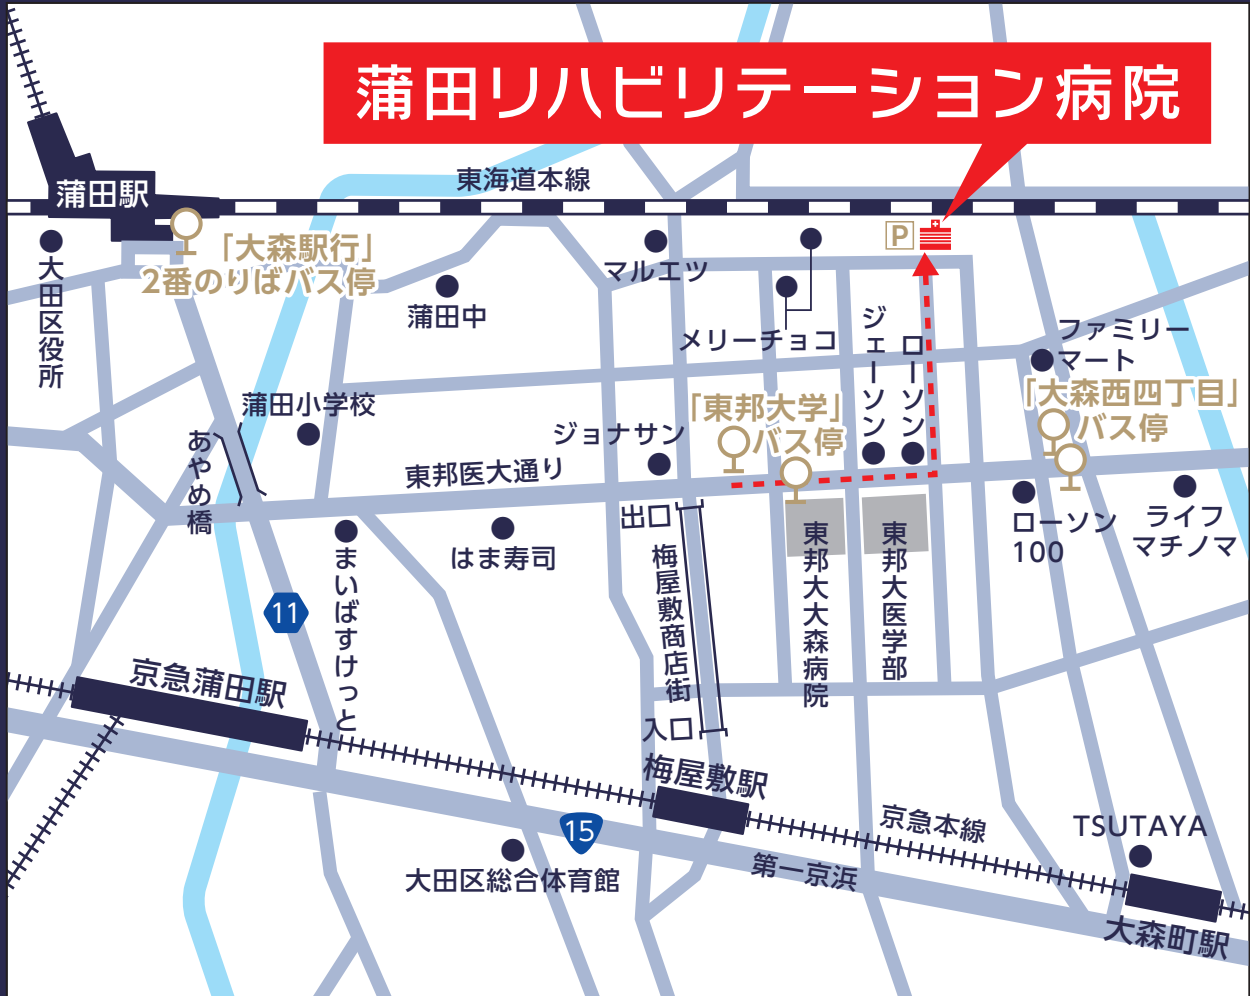 蒲田リハビリテーション病院
東海道本線
蒲田駅
「大森駅行」
2番のりばバス停
大田区役所
P
マルエツ
蒲田中
メリーチョコ
ジェーソン
ローソン
ファミリー
マート
「大森西四丁目」
バス停
「東邦大学」
バス停
蒲田小学校
あやめ橋
ジョナサン
東邦医大通り
出口
はま寿司
まいばすけっと
梅屋敷商店街
入口
東邦大大森病院
東邦大医学部
ローソン
100
ライフ
マチノマ
11
京急蒲田駅
梅屋敷駅
15
京急本線
第一京浜
大田区総合体育館
TSUTAYA
大森町駅